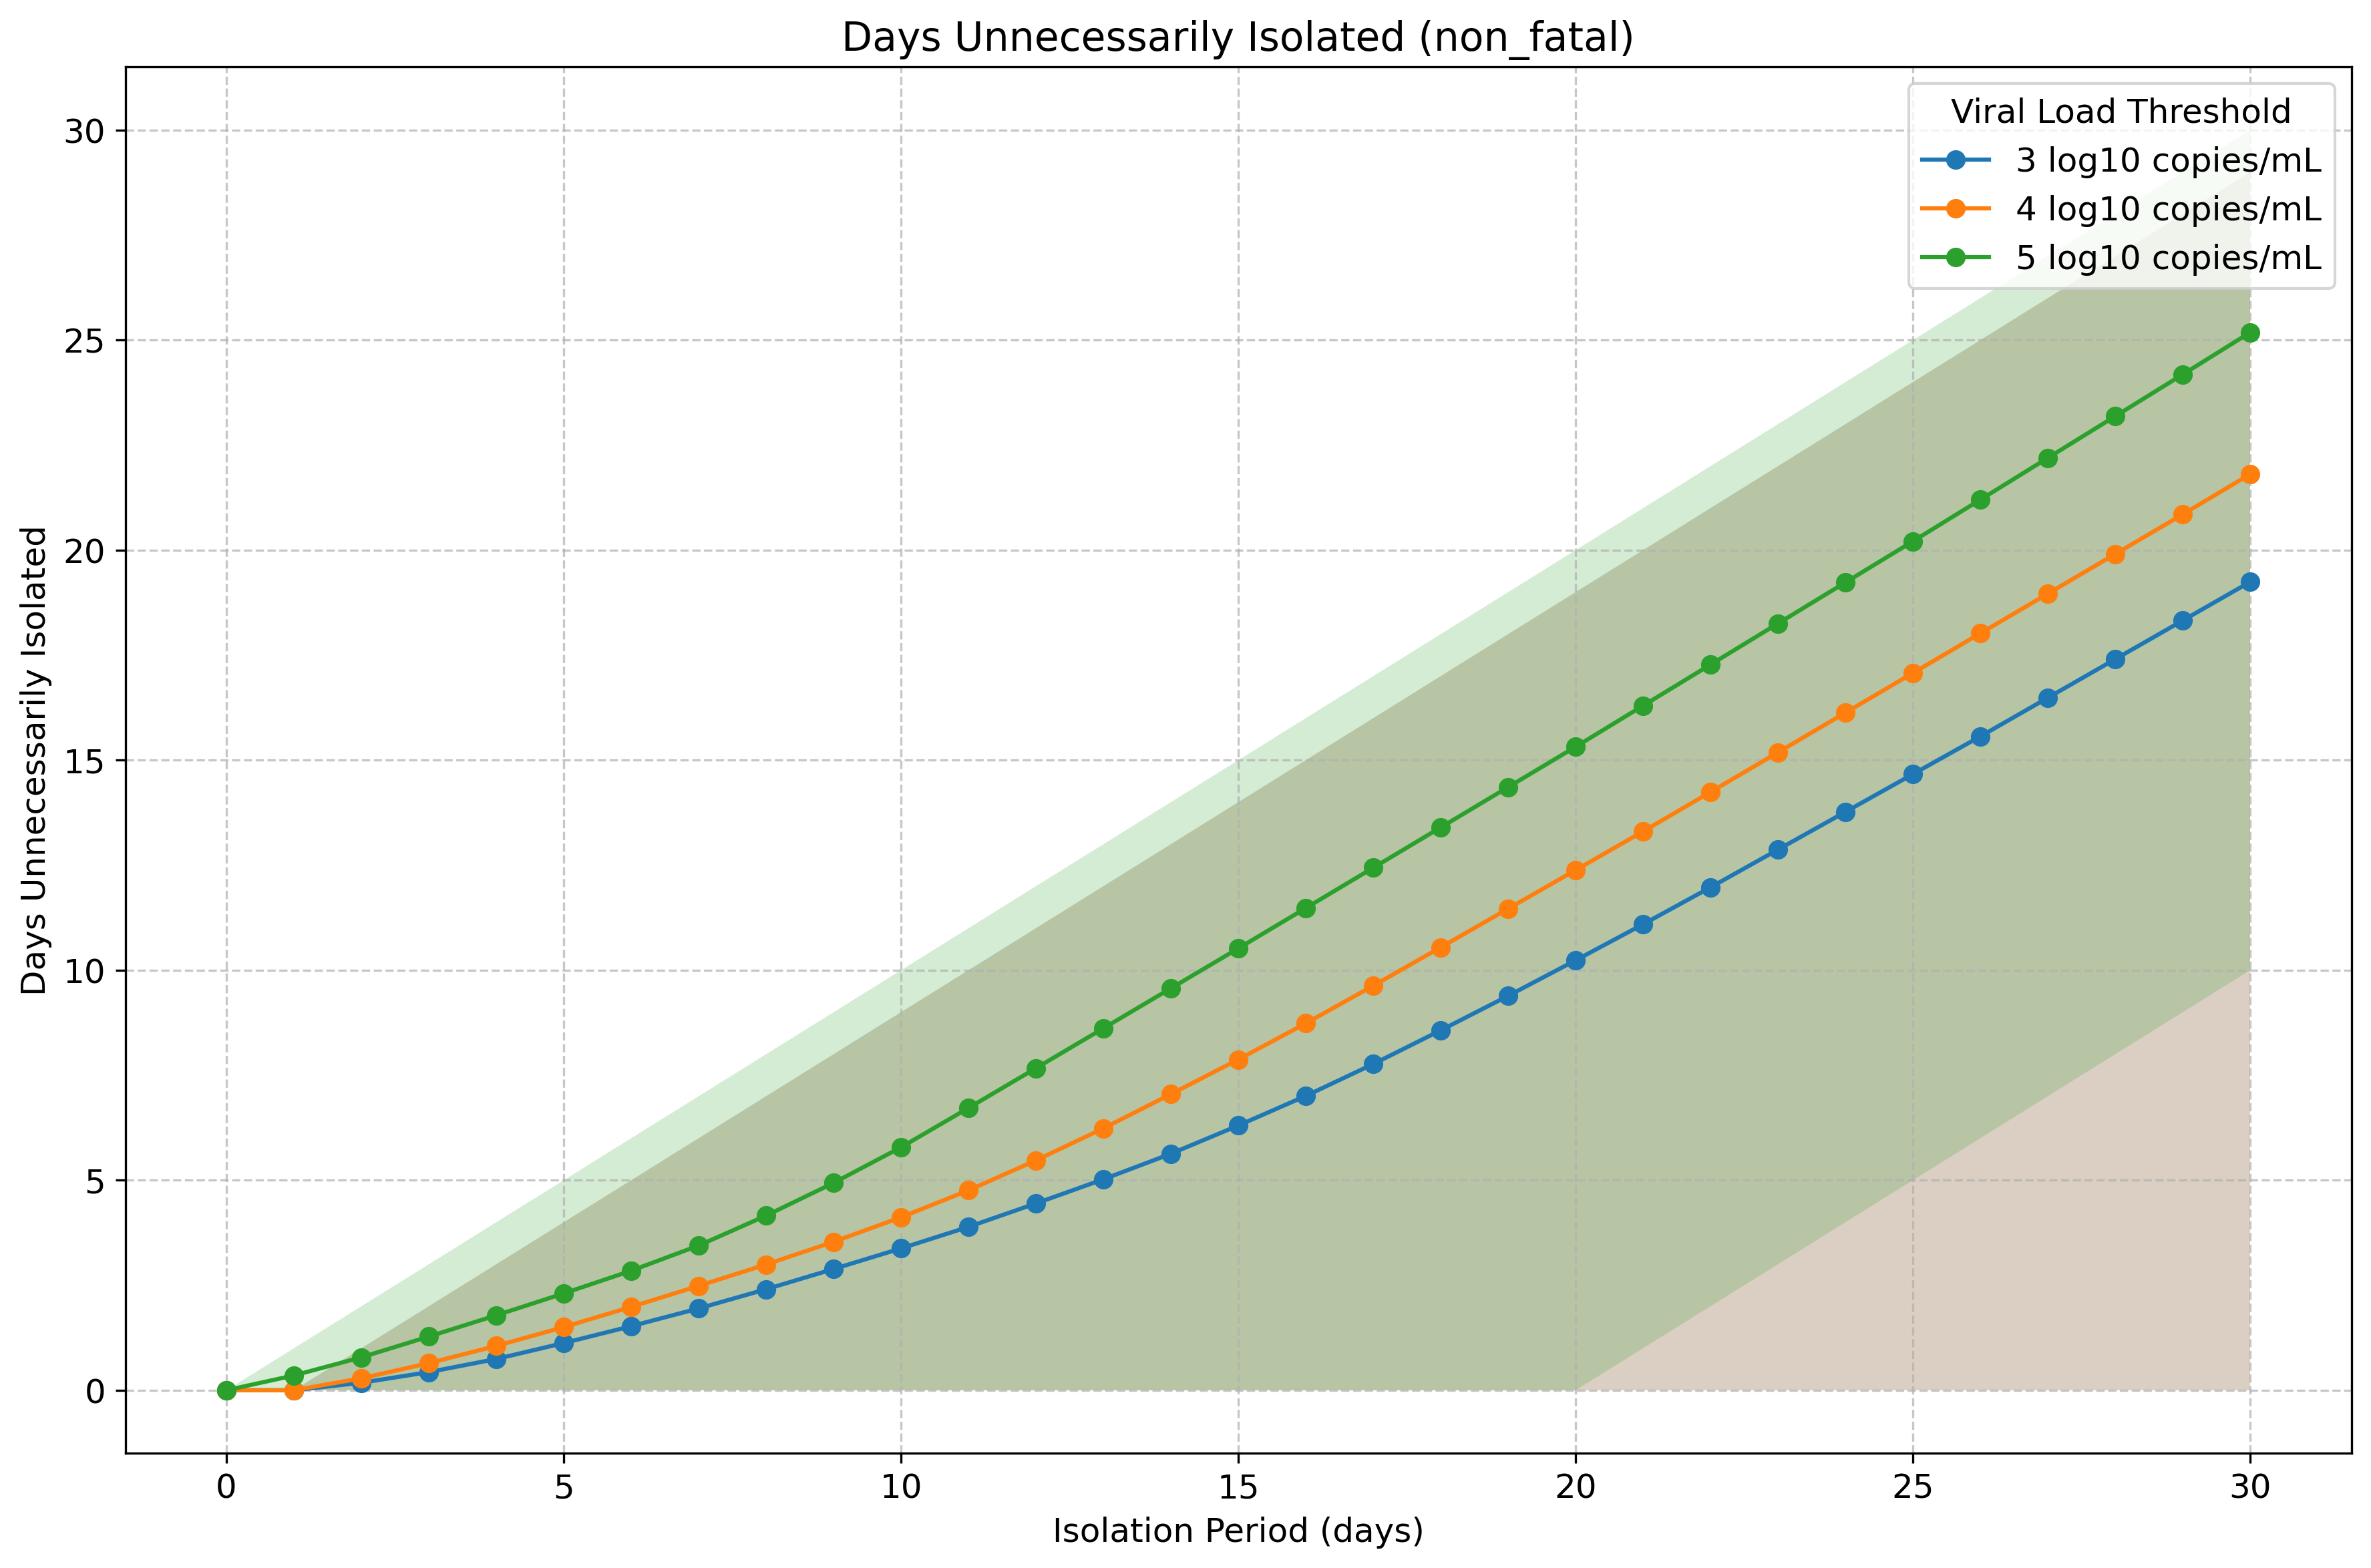 Days Unnecessarily Isolated (non_fatal)
Viral Load Threshold
3 log10 copies/mL
4 log10 copies/mL
5 log10 copies/mL
Days Unnecessarily Isolated
30
25
20
15
10
5
0
0 5 10 15 20 25 30
Isolation Period (days)